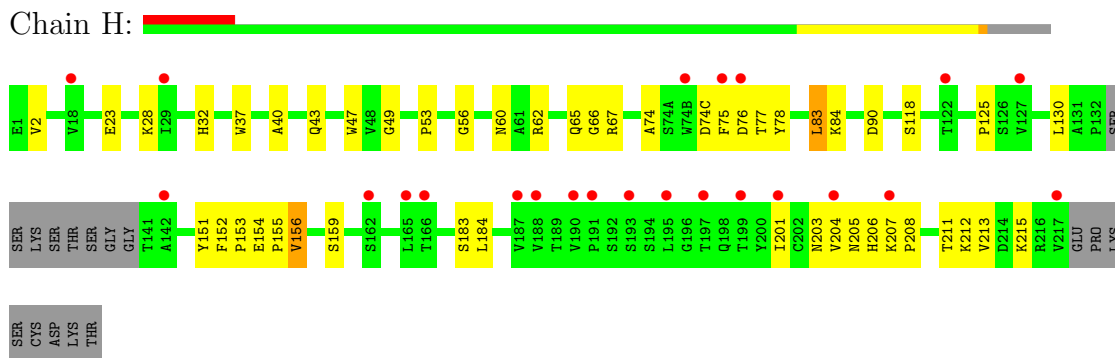 Chain H:
E1 V2 V18 E23 K28 I29 H32 W37 A40 Q43 W47 V48 G49 P53 G56 N60 A61 R62 Q65 G66 R67 A74 S74A W74B D74C F75 D76 T77 Y78 L83 K84 D90 S118 T122 P125 S126 V127 L130 A131 P132 SER
SER LYS SER THR SER GLY GLY T141 A142 Y151 F152 P153 E154 P155 V156 S159 S162 L165 T166 S183 L184 V187 V188 T189 V190 P191 S192 S193 S194 L195 G196 T197 Q198 T199 Y200 I201 C202 N203 V204 N205 H206 K207 P208 T211 K212 V213 D214 K215 R216 V217 GLU PRO LYS
SER CYS ASP LYS THR